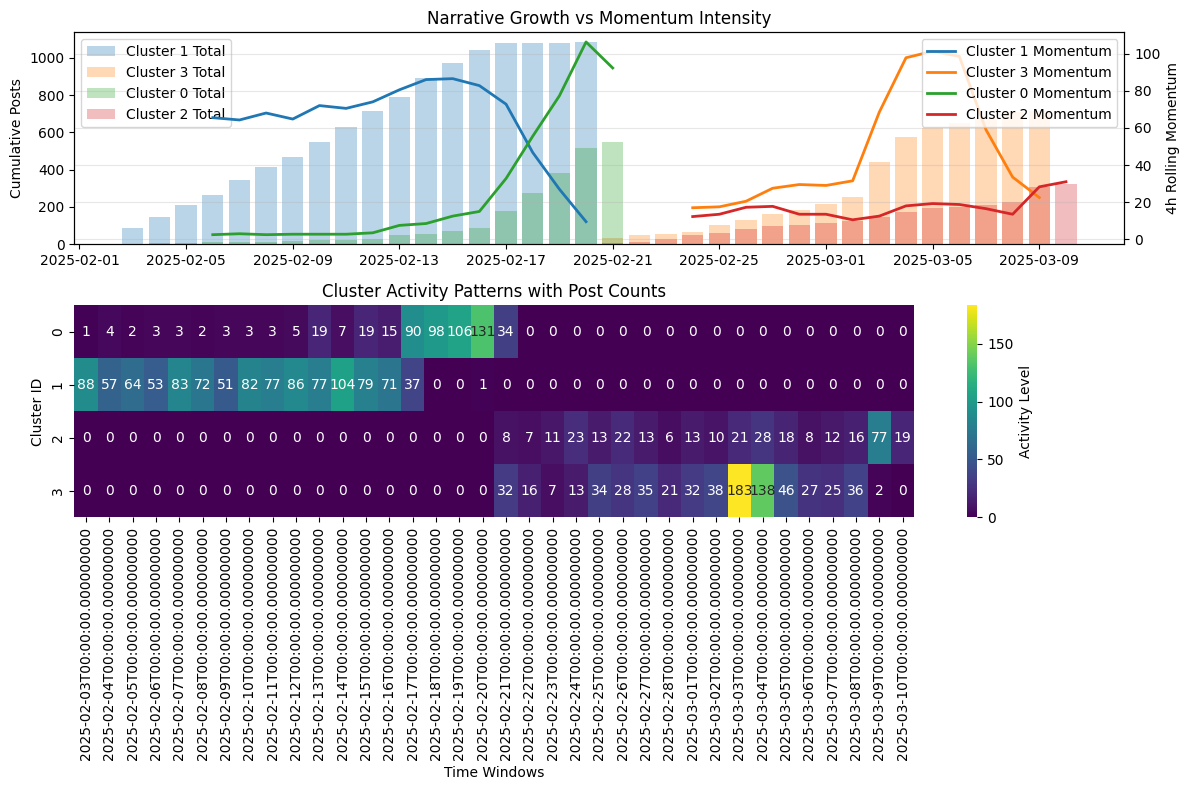 Narrative Growth vs Momentum Intensity
Cluster 1 Total
Cluster 3 Total
Cluster 0 Total
Cluster 2 Total
Cluster 1 Momentum
Cluster 3 Momentum
Cluster 0 Momentum
Cluster 2 Momentum
Cumulative Posts
1000
800
600
400
200
0
4h Rolling Momentum
100
80
60
40
20
0
2025-02-01 2025-02-05 2025-02-09 2025-02-13 2025-02-17 2025-02-21 2025-02-25 2025-03-01 2025-03-05 2025-03-09
Cluster Activity Patterns with Post Counts
Cluster ID
0 1 4 2 3 3 2 3 3 3 5 19 7 19 15 90 98 106 131 34 0 0 0 0 0 0 0 0 0 0 0 0 0 0 0 0 0
1 88 57 64 53 83 72 51 82 77 86 77 104 79 71 37 0 0 1 0 0 0 0 0 0 0 0 0 0 0 0 0 0 0 0 0 0
2 0 0 0 0 0 0 0 0 0 0 0 0 0 0 0 0 0 0 8 7 11 23 13 22 13 6 13 10 21 28 18 8 12 16 77 19
3 0 0 0 0 0 0 0 0 0 0 0 0 0 0 0 0 0 0 32 16 7 13 34 28 35 21 32 38 183 138 46 27 25 36 2 0
Activity Level
150
100
50
0
2025-02-03T00:00:00.000000000
2025-02-04T00:00:00.000000000
2025-02-05T00:00:00.000000000
2025-02-06T00:00:00.000000000
2025-02-07T00:00:00.000000000
2025-02-08T00:00:00.000000000
2025-02-09T00:00:00.000000000
2025-02-10T00:00:00.000000000
2025-02-11T00:00:00.000000000
2025-02-12T00:00:00.000000000
2025-02-13T00:00:00.000000000
2025-02-14T00:00:00.000000000
2025-02-15T00:00:00.000000000
2025-02-16T00:00:00.000000000
2025-02-17T00:00:00.000000000
2025-02-18T00:00:00.000000000
2025-02-19T00:00:00.000000000
2025-02-20T00:00:00.000000000
2025-02-21T00:00:00.000000000
2025-02-22T00:00:00.000000000
2025-02-23T00:00:00.000000000
2025-02-24T00:00:00.000000000
2025-02-25T00:00:00.000000000
2025-02-26T00:00:00.000000000
2025-02-27T00:00:00.000000000
2025-02-28T00:00:00.000000000
2025-03-01T00:00:00.000000000
2025-03-02T00:00:00.000000000
2025-03-03T00:00:00.000000000
2025-03-04T00:00:00.000000000
2025-03-05T00:00:00.000000000
2025-03-06T00:00:00.000000000
2025-03-07T00:00:00.000000000
2025-03-08T00:00:00.000000000
2025-03-09T00:00:00.000000000
2025-03-10T00:00:00.000000000
Time Windows